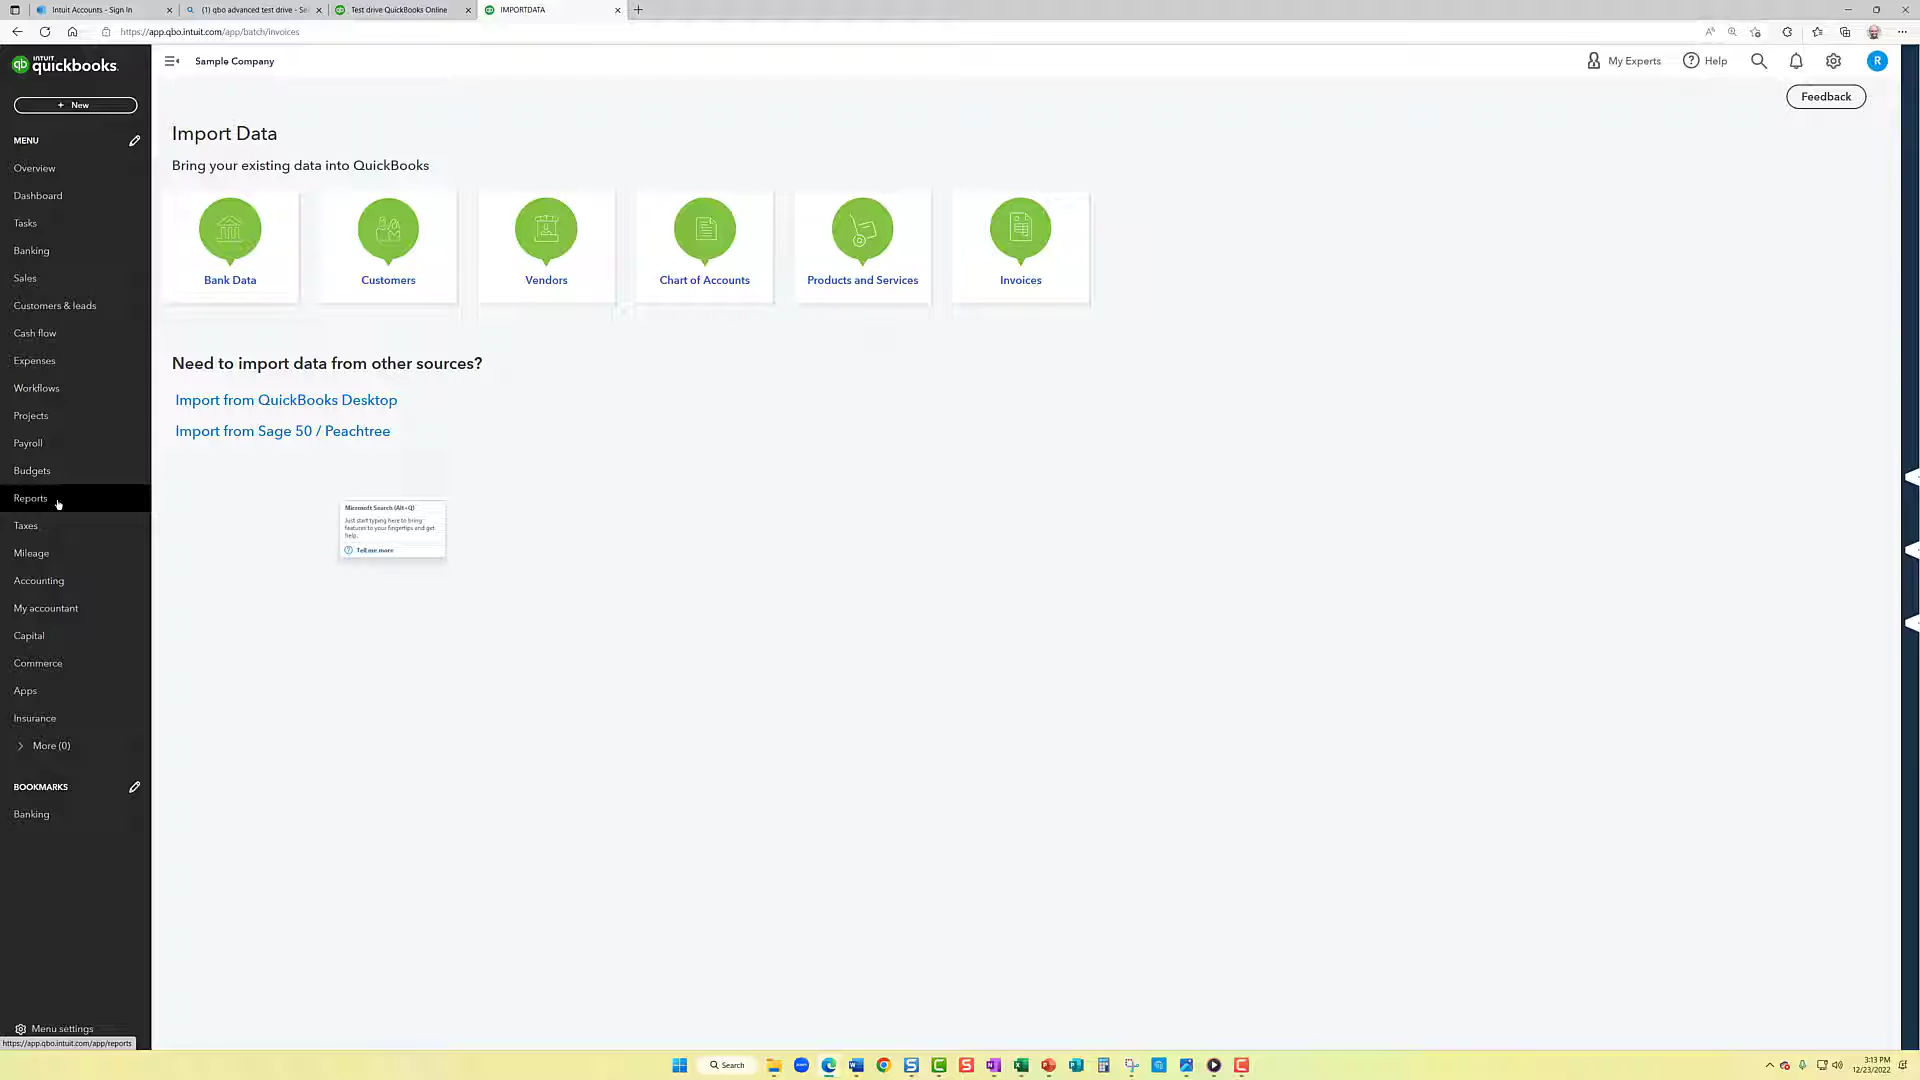 Intuit Accounts - Sign In
(1) qbo advanced test drive - Se
Test drive QuickBooks Online
IMPORTDATA
https://app.qbo.intuit.com/app/batch/invoices
INTUIT
quickbooks.
Sample Company
My Experts
Help
R
+ New
Feedback
MENU
Overview
Dashboard
Tasks
Banking
Sales
Customers & leads
Cash flow
Expenses
Workflows
Projects
Payroll
Budgets
Reports
Taxes
Mileage
Accounting
My accountant
Capital
Commerce
Apps
Insurance
More (0)
BOOKMARKS
Banking
Menu settings
https://app.qbo.intuit.com/app/reports
Import Data
Bring your existing data into QuickBooks
Bank Data
Customers
Vendors
Chart of Accounts
Products and Services
Invoices
Need to import data from other sources?
Import from QuickBooks Desktop
Import from Sage 50 / Peachtree
Microsoft Search (Alt+Q)
Just start typing here to bring
features to your fingertips and get
help.
Tell me more
Search
3:13 PM
12/23/2022